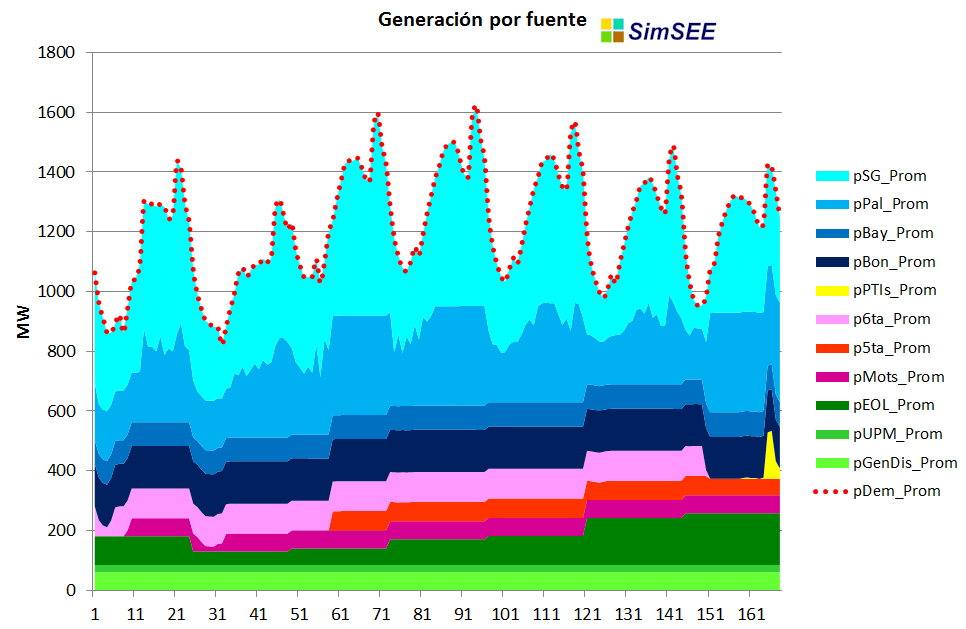 Generación por fuente
SimSEE
1800
1600
1400
1200
1000
800
600
400
200
0
MW
1 11 21 31 41 51 61 71 81 91 101 111 121 131 141 151 161
pSG_Prom
pPal_Prom
pBay_Prom
pBon_Prom
pPTIs_Prom
p6ta_Prom
p5ta_Prom
pMots_Prom
pEOL_Prom
pUPM_Prom
pGenDis_Prom
pDem_Prom